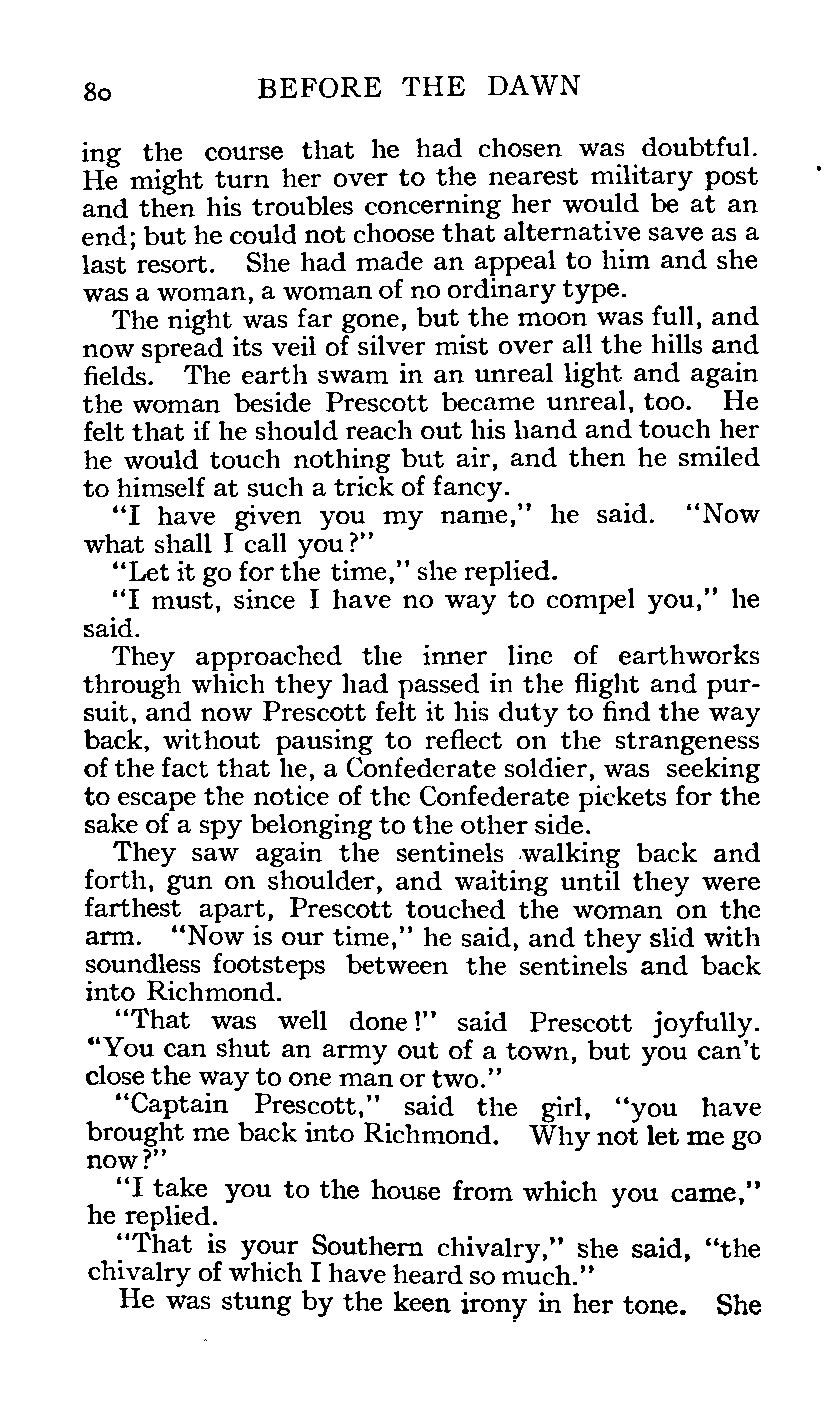 80 BEFORE THE DAWN
ing the course that he had chosen was doubtful.
He might turn her over to the nearest military post
and then his troubles concerning her would be at an
end; but he could not choose that alternative save as a
last resort. She had made an appeal to him and she
was a woman, a woman of no ordinary type.
The night was far gone, but the moon was full, and
now spread its veil of silver mist over all the hills and
fields. The earth swam in an unreal light and again
the woman beside Prescott became unreal, too. He
felt that if he should reach out his hand and touch her
he would touch nothing but air, and then he smiled
to himself at such a trick of fancy.
"I have given you my name," he said. "Now
what shall I call you?"
"Let it go for the time," she replied.
"I must, since I have no way to compel you," he
said.
They approached the inner line of earthworks
through which they had passed in the flight and pur-
suit, and now Prescott felt it his duty to find the way
back, without pausing to reflect on the strangeness
of the fact that he, a Confederate soldier, was seeking
to escape the notice of the Confederate pickets for the
sake of a spy belonging to the other side.
They saw again the sentinels walking back and
forth, gun on shoulder, and waiting until they were
farthest apart, Prescott touched the woman on the
arm. "Now is our time," he said, and they slid with
soundless footsteps between the sentinels and back
into Richmond.
"That was well done!" said Prescott joyfully.
"You can shut an army out of a town, but you can't
close the way to one man or two."
"Captain Prescott," said the girl, "you have
brought me back into Richmond. Why not let me go
now?"
"I take you to the house from which you came,"
he replied.
"That is your Southern chivalry," she said, "the
chivalry of which I have heard so much."
He was stung by the keen irony in her tone. She